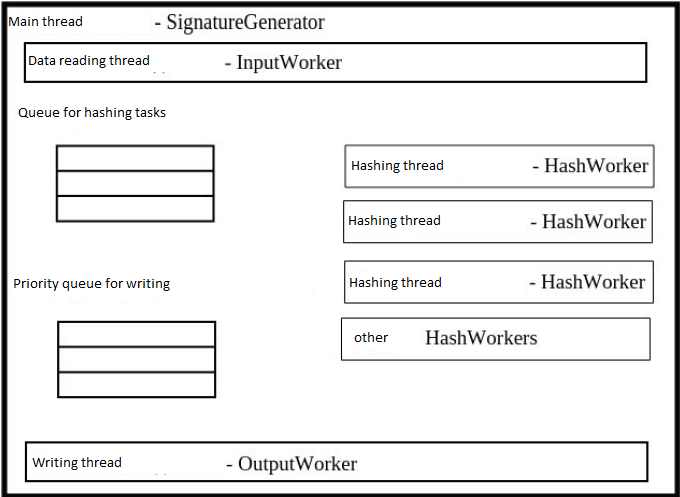 Main thread - SignatureGenerator
Data reading thread - InputWorker
Queue for hashing tasks
Hashing thread - HashWorker
Hashing thread - HashWorker
Priority queue for writing
Hashing thread - HashWorker
other HashWorkers
Writing thread - OutputWorker